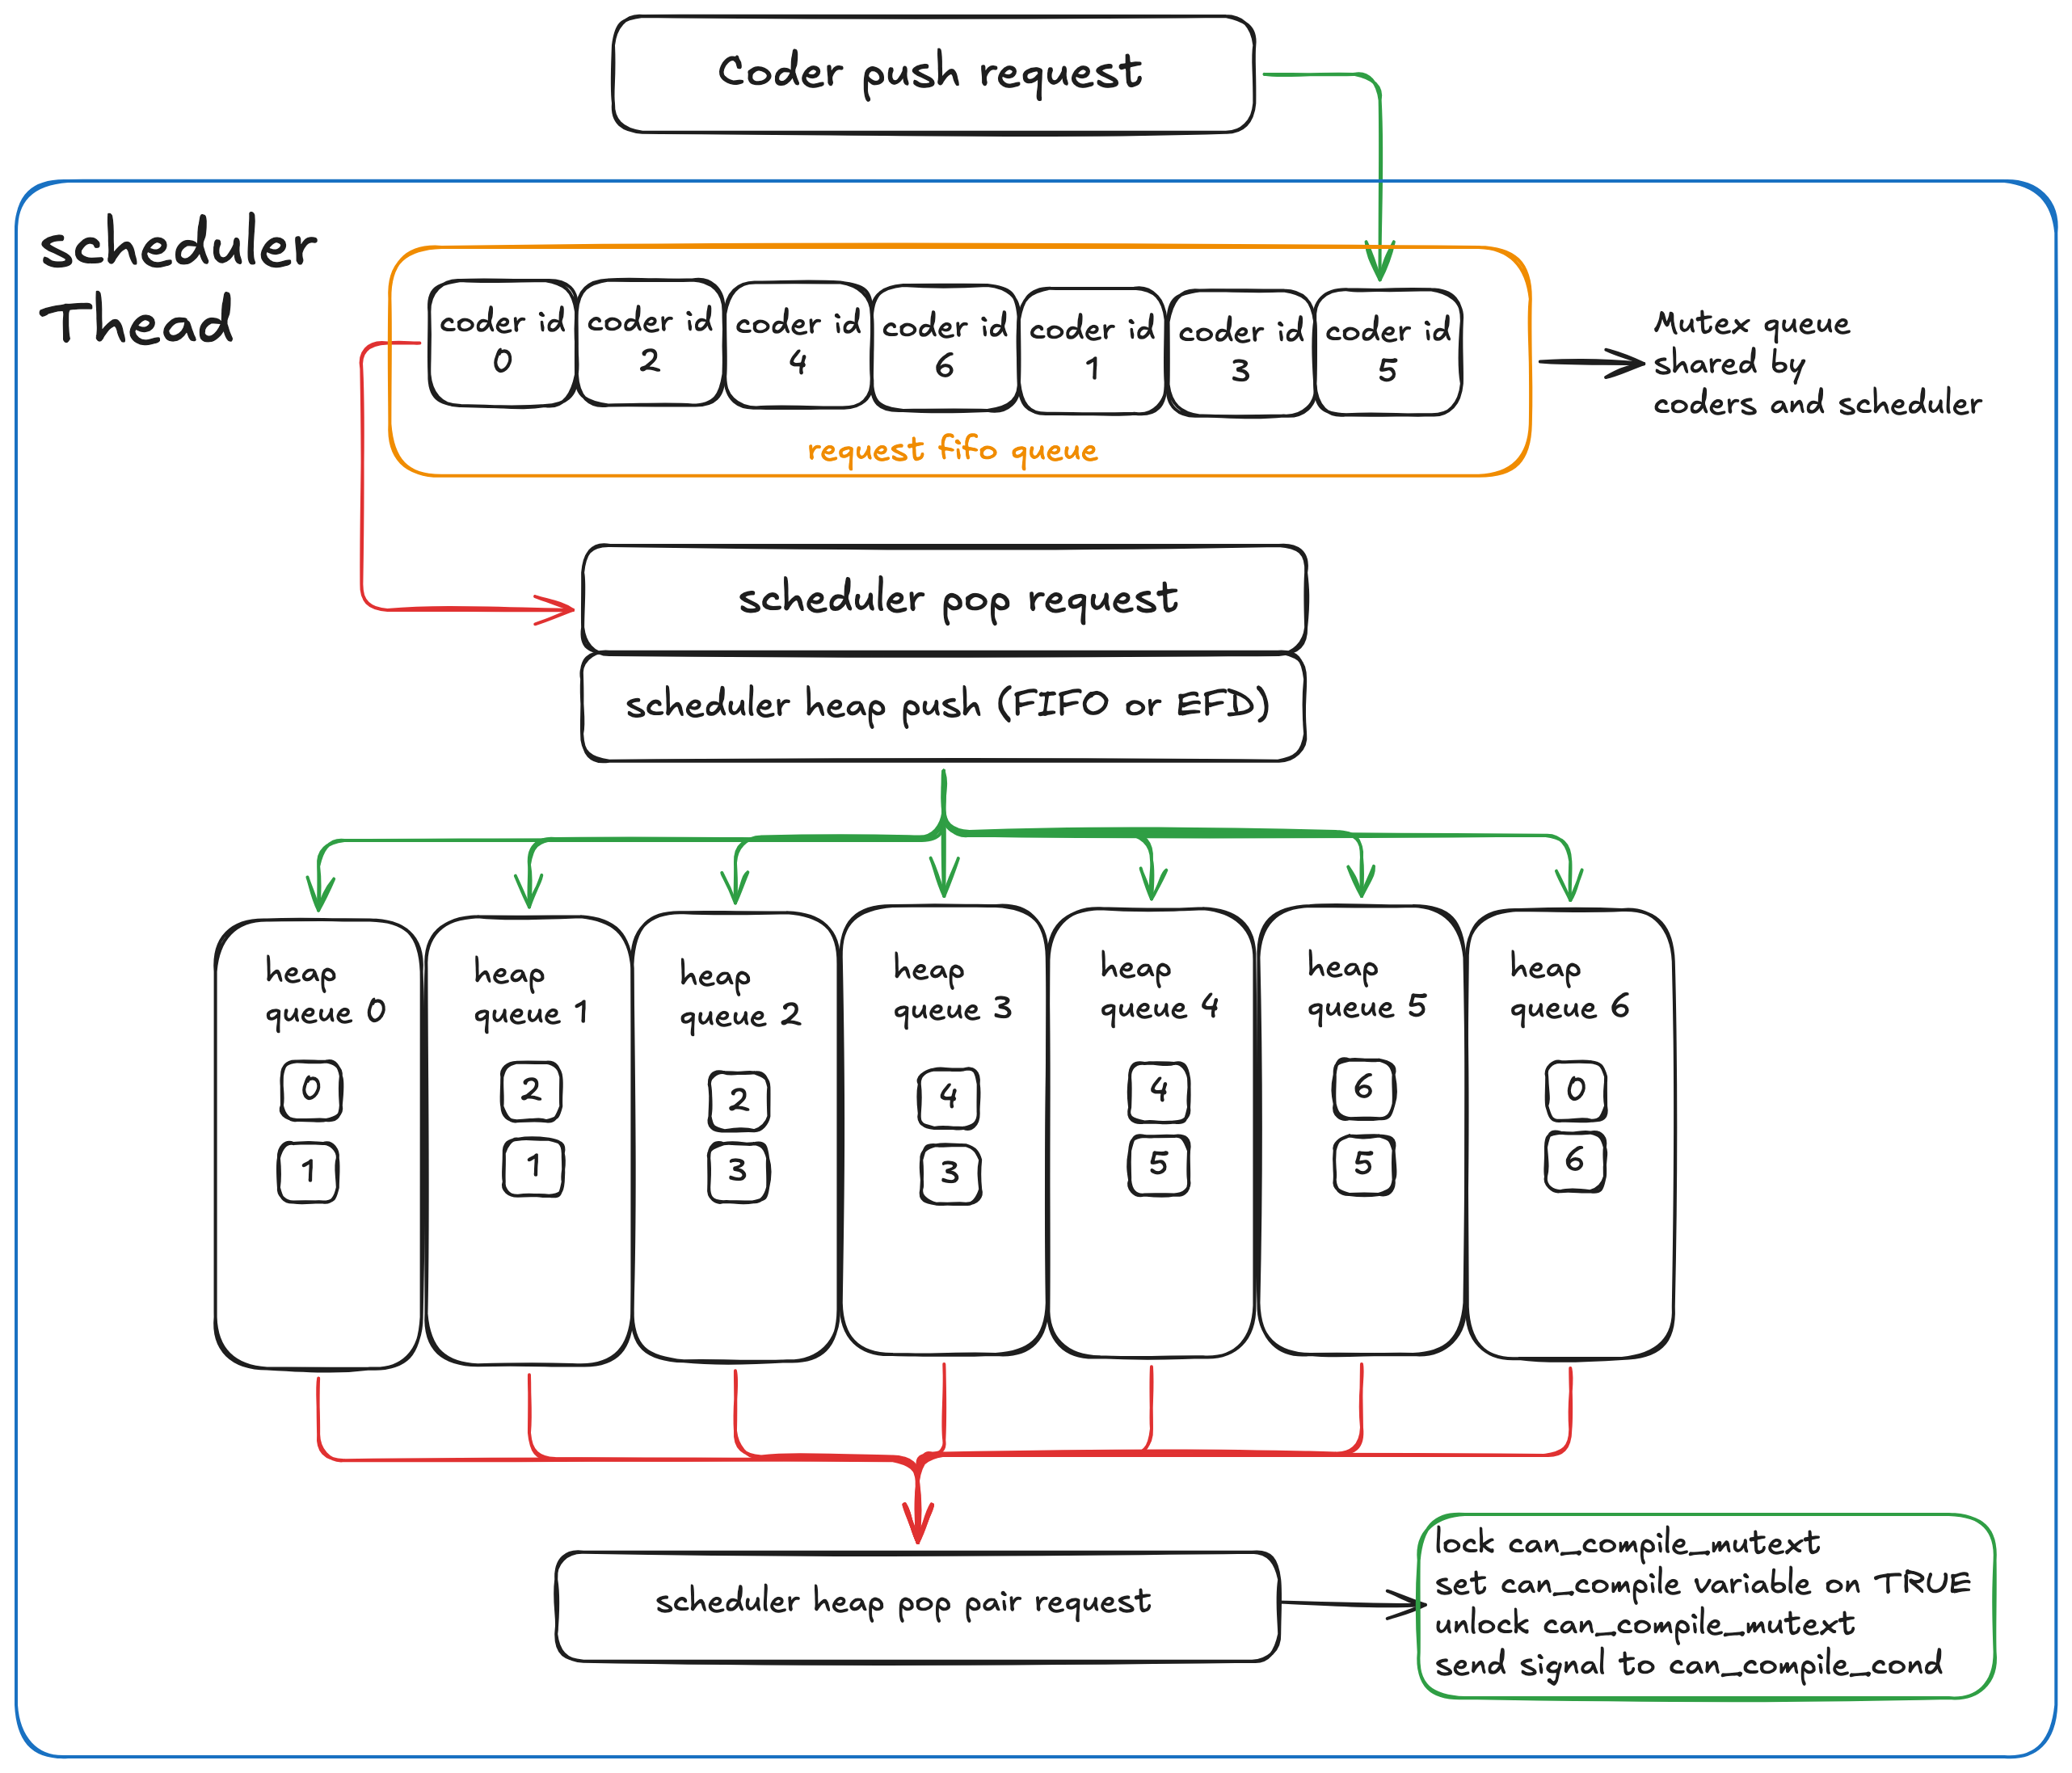 Coder push request
scheduler
Thead
coder id
0
coder id
2
coder id
4
coder id
6
coder id
1
coder id
3
coder id
5
request fifo queue
Mutex queue
shared by
coders and scheduler
scheduler pop request
scheduler heap push (FIFO or EFD)
heap
queue 0
0
1
heap
queue 1
2
1
heap
queue 2
2
3
heap
queue 3
4
3
heap
queue 4
4
5
heap
queue 5
6
5
heap
queue 6
0
6
scheduler heap pop pair request
lock can_compile_mutext
set can_compile variable on TRUE
unlock can_compile_mutext
send signal to can_compile_cond